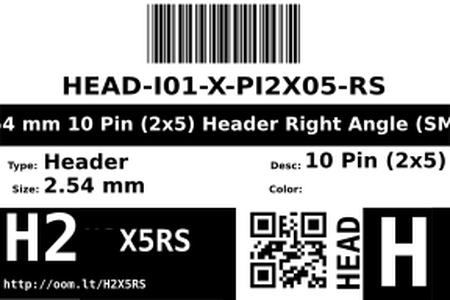 HEAD-I01-X-PI2X05-RS
54 mm 10 Pin (2x5) Header Right Angle (SM
Type: Header
Desc: 10 Pin (2x5)
Size: 2.54 mm
Color:
H2
X5RS
HEAD
H
http://oom.lt/H2X5RS